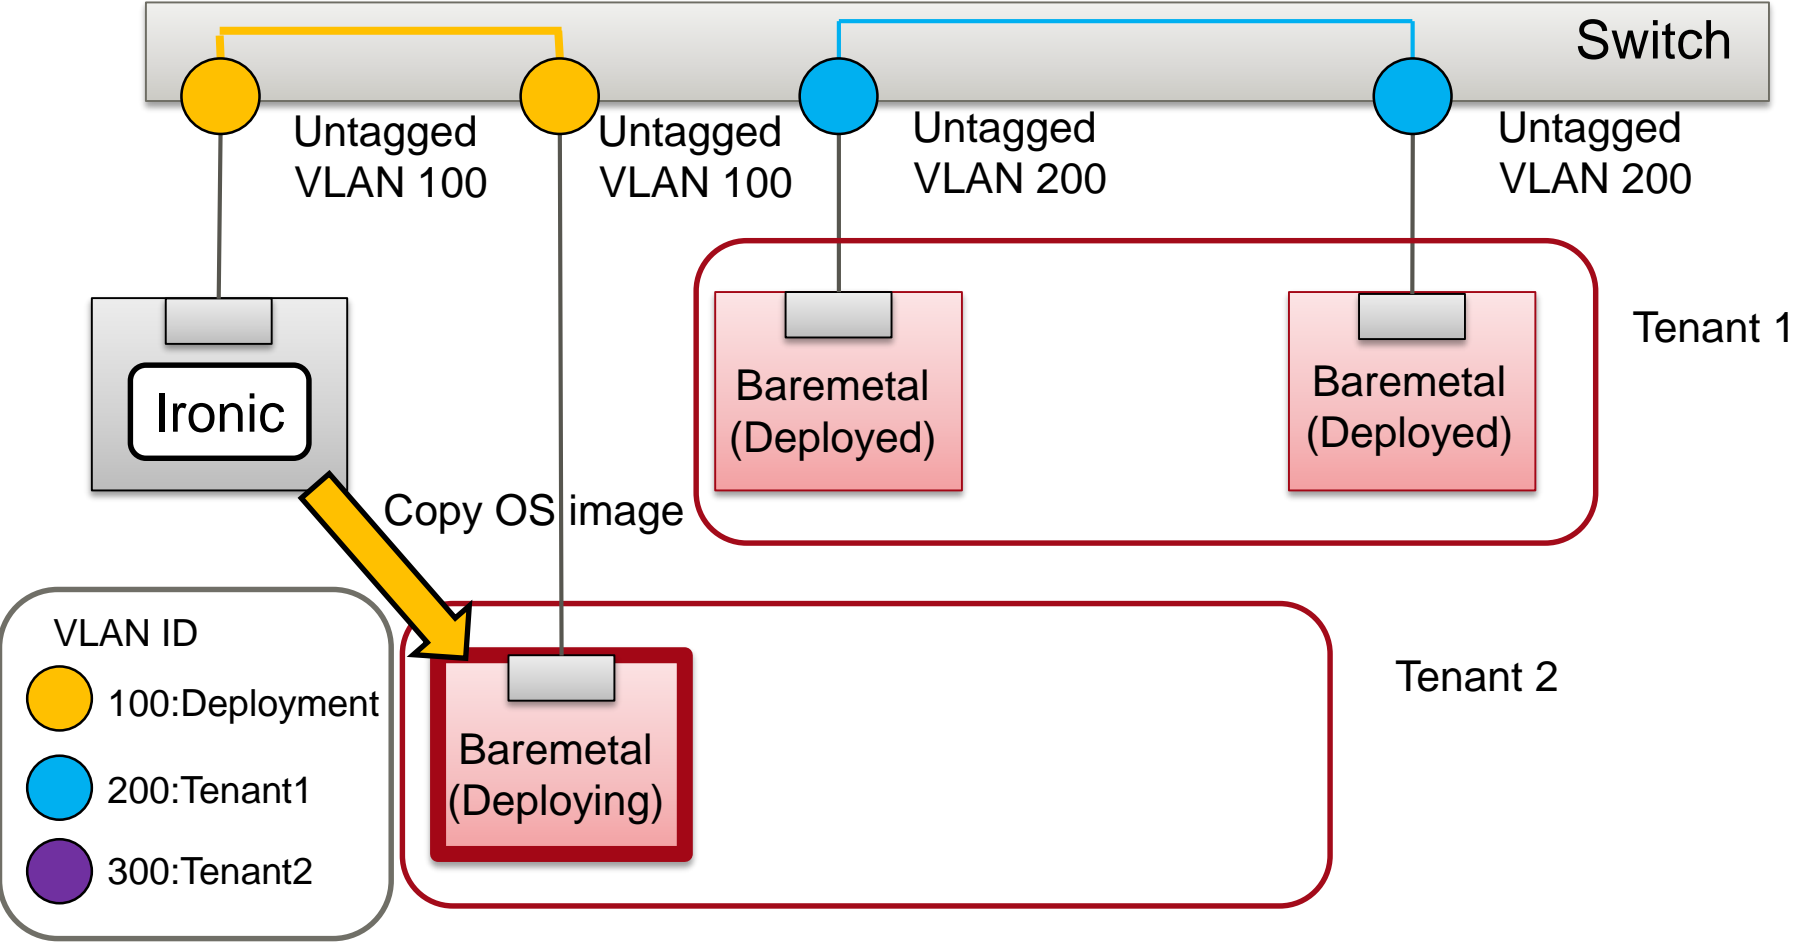 Switch
Untagged
VLAN 100
Untagged
VLAN 100
Untagged
VLAN 200
Untagged
VLAN 200
Ironic
Baremetal
(Deployed)
Baremetal
(Deployed)
Tenant 1
Copy OS image
VLAN ID
100:Deployment
200:Tenant1
300:Tenant2
Baremetal
(Deploying)
Tenant 2